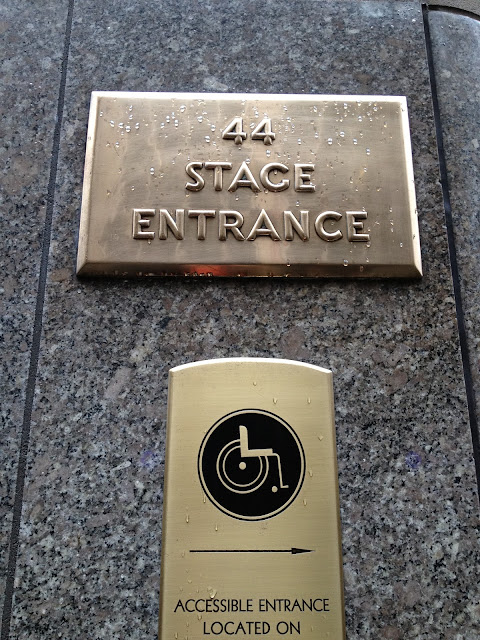 44
STAGE
ENTRANCE
ACCESSIBLE ENTRANCE
LOCATED ON